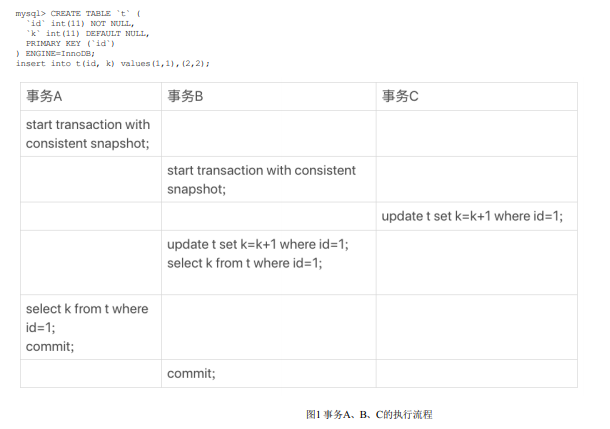 mysql> CREATE TABLE `t` (
`id` int(11) NOT NULL,
`k` int(11) DEFAULT NULL,
PRIMARY KEY (`id`)
) ENGINE=InnoDB;
insert into t(id, k) values(1,1),(2,2);
事务A 事务B 事务C
start transaction with
consistent snapshot;
start transaction with consistent
snapshot;
update t set k=k+1 where id=1;
update t set k=k+1 where id=1;
select k from t where id=1;
select k from t where
id=1;
commit;
commit;
图1 事务A、B、C的执行流程